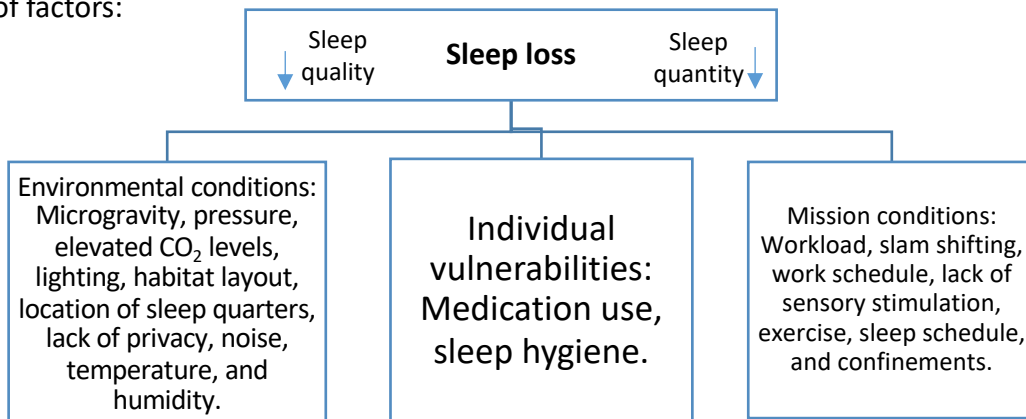 of factors:
Sleep
quality
Sleep loss
Sleep
quantity
Environmental conditions:
Microgravity, pressure,
elevated CO₂ levels,
lighting, habitat layout,
location of sleep quarters,
lack of privacy, noise,
temperature, and
humidity.
Individual
vulnerabilities:
Medication use,
sleep hygiene.
Mission conditions:
Workload, slam shifting,
work schedule, lack of
sensory stimulation,
exercise, sleep schedule,
and confinements.